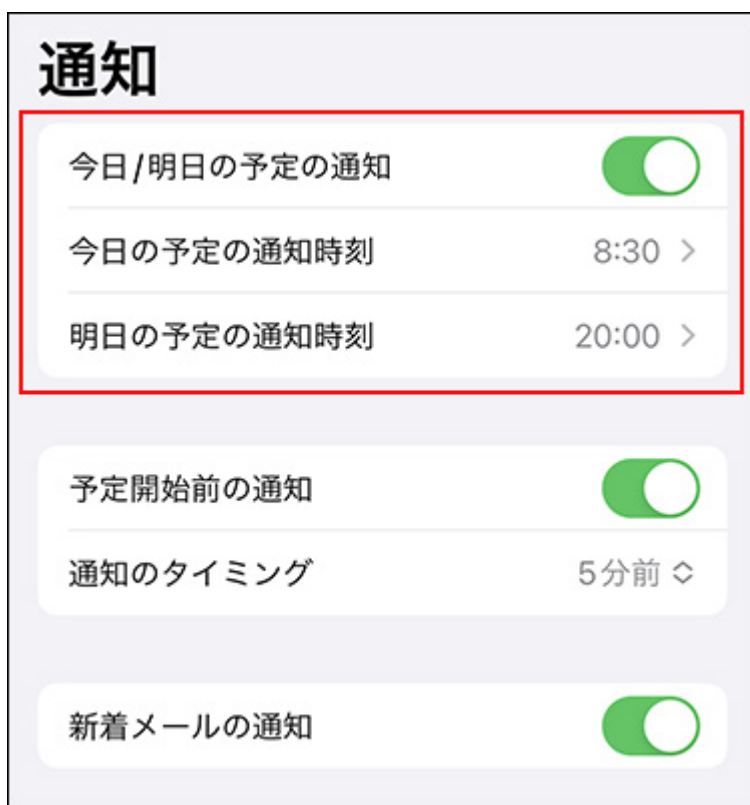 通知
今日/明日の予定の通知
今日の予定の通知時刻 8:30
明日の予定の通知時刻 20:00
予定開始前の通知
通知のタイミング 5分前
新着メールの通知